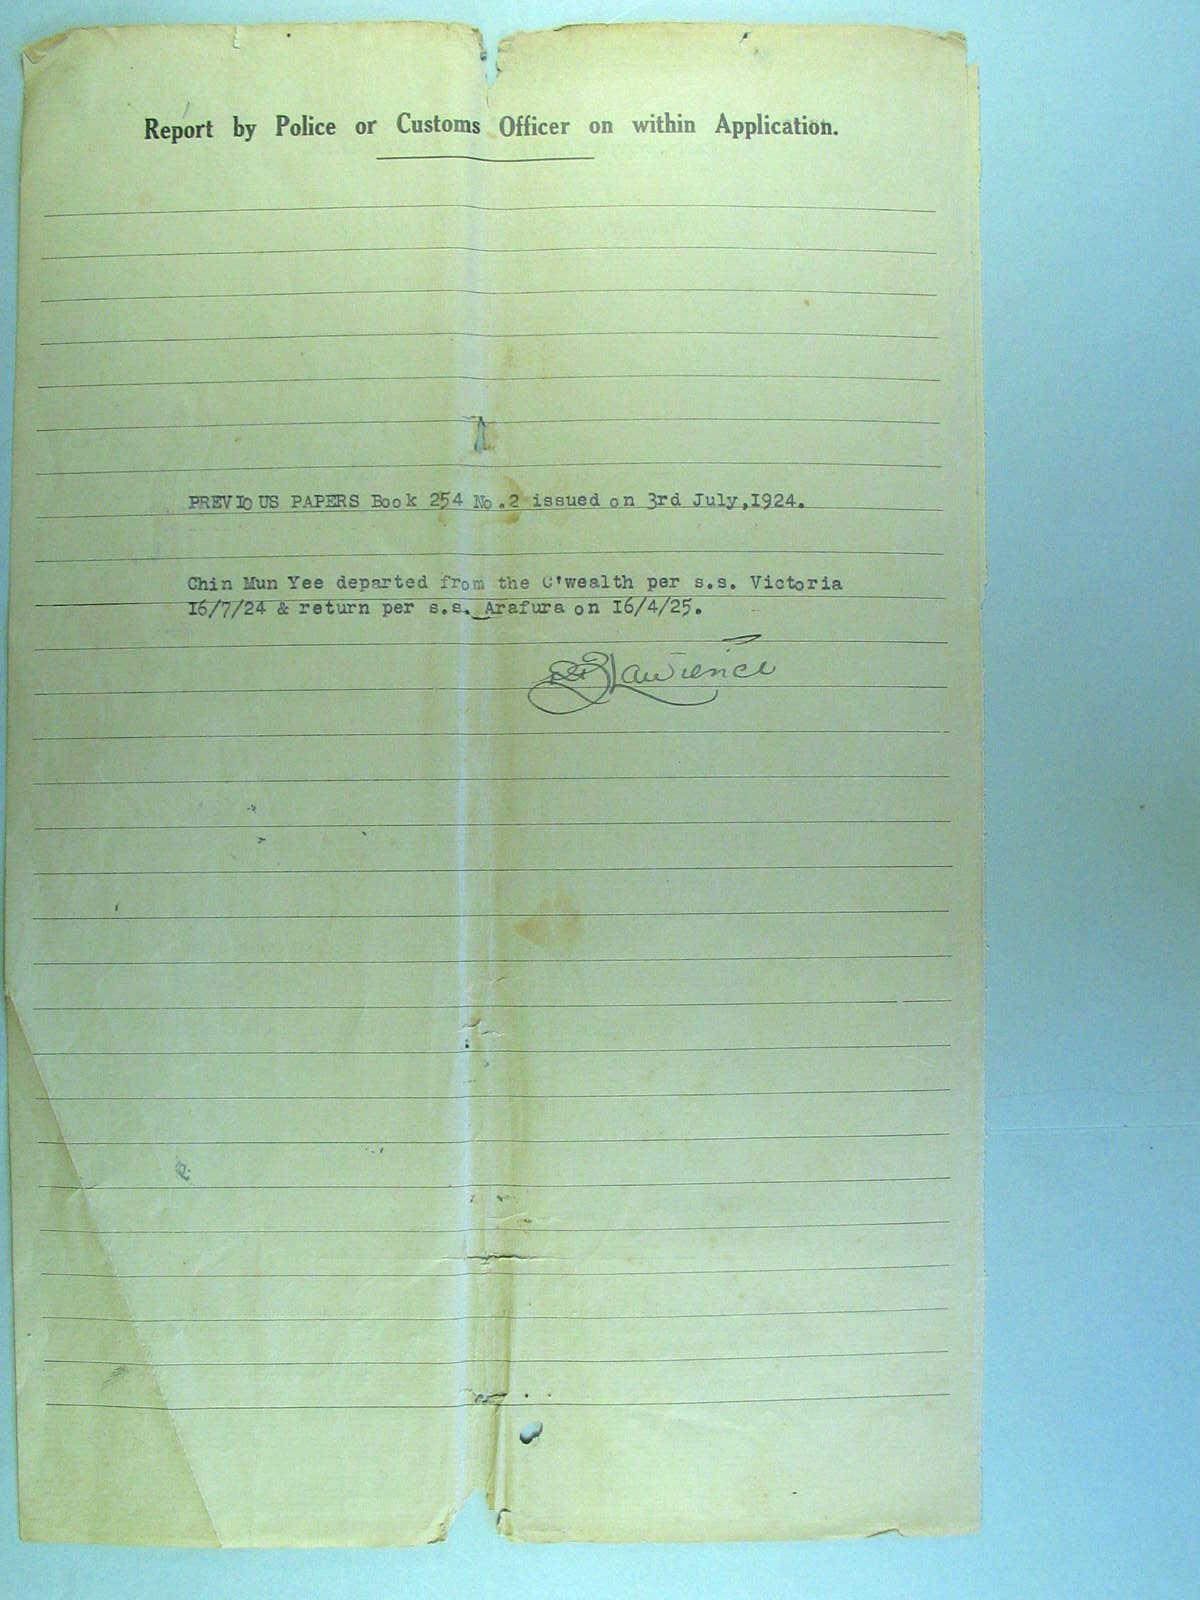 Report by Police or Customs Officer on within Application.
PREVIOUS PAPERS Book 254 No.2 issued on 3rd July,1924.
Chin Mun Yee departed from the C'wealth per s.s. Victoria
16/7/24 & return per s.s. Arafura on 16/4/25.
Lawrence